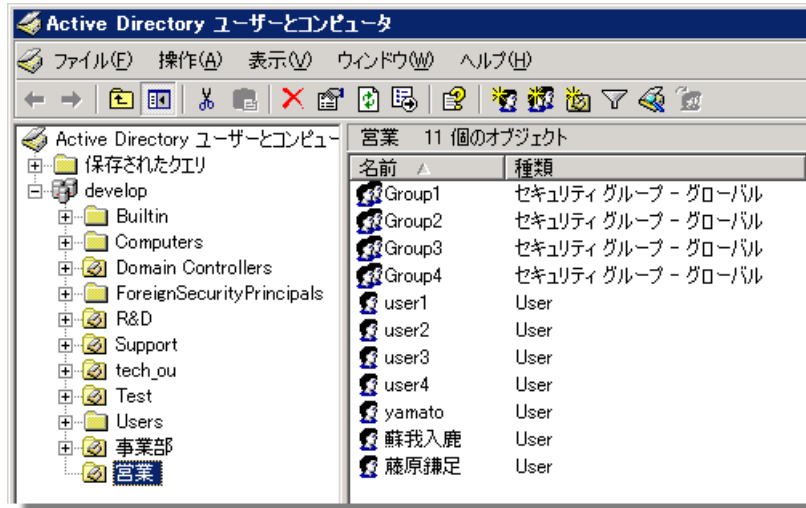 Active Directory ユーザーとコンピュータ
ファイル(F) 操作(A) 表示(V) ウィンドウ(W) ヘルプ(H)
Active Directory ユーザーとコンピュー
保存されたクエリ
develop
Builtin
Computers
Domain Controllers
ForeignSecurityPrincipals
R&D
Support
tech_ou
Test
Users
事業部
営業
営業 11 個のオブジェクト
名前 種類
Group1 セキュリティ グループ - グローバル
Group2 セキュリティ グループ - グローバル
Group3 セキュリティ グループ - グローバル
Group4 セキュリティ グループ - グローバル
user1 User
user2 User
user3 User
user4 User
yamato User
蘇我入鹿 User
藤原鎌足 User